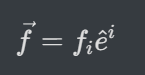 $\vec{f} = f_i \hat{e}^i$